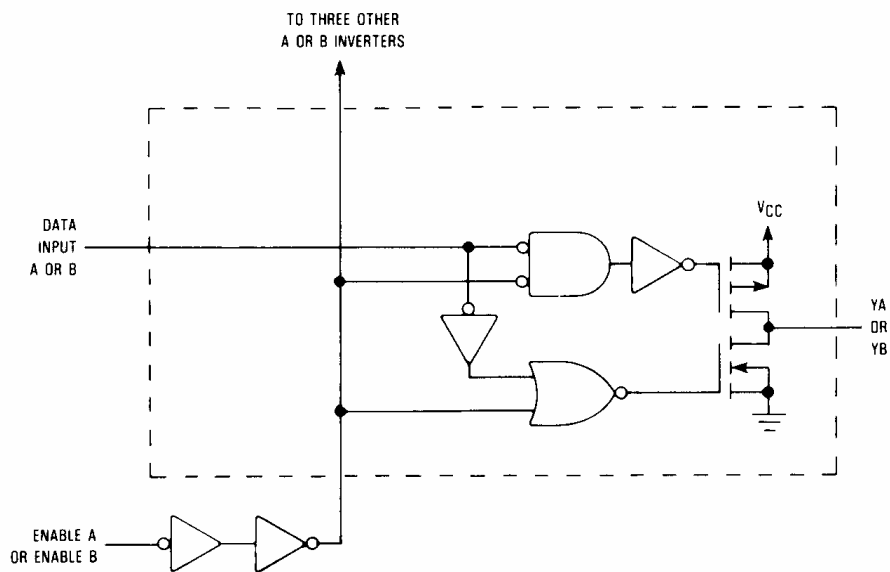 TO THREE OTHER
A OR B INVERTERS
DATA
INPUT
A OR B
VCC
YA
OR
YB
ENABLE A
OR ENABLE B